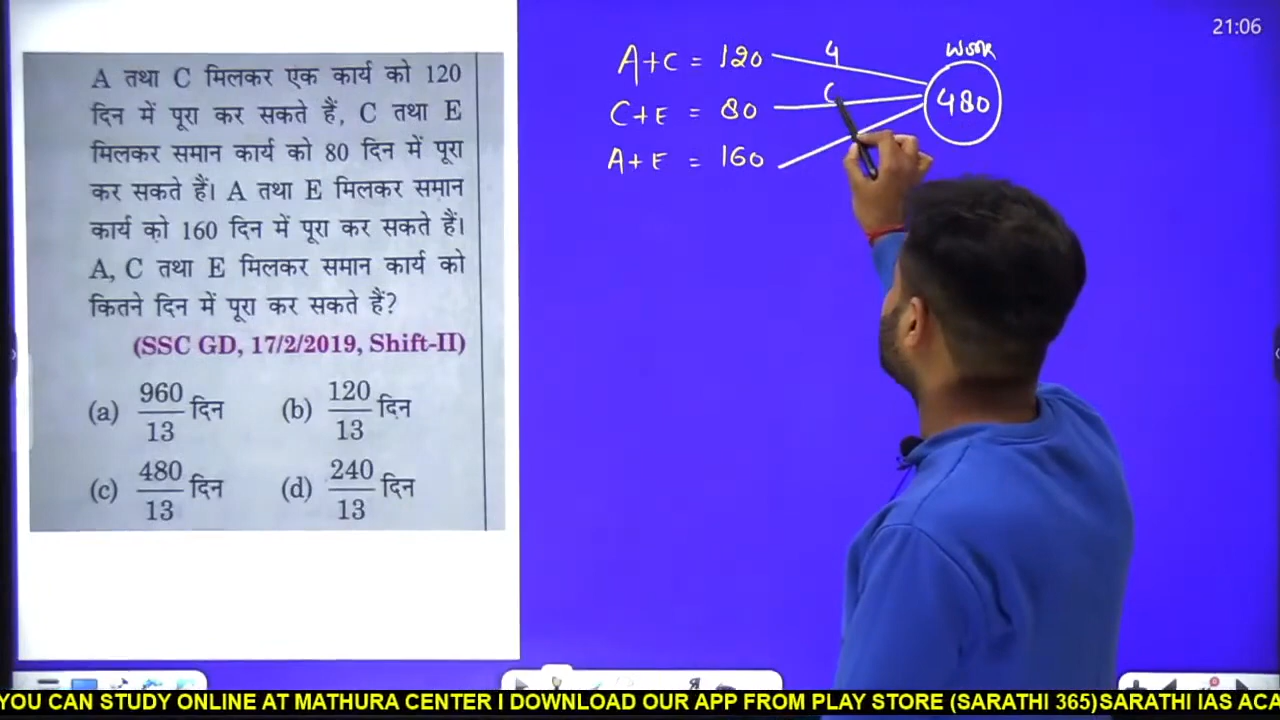 21:06
A तथा C मिलकर एक कार्य को 120
दिन में पूरा कर सकते हैं, C तथा E
मिलकर समान कार्य को 80 दिन में पूरा
कर सकते हैं। A तथा E मिलकर समान
कार्य को 160 दिन में पूरा कर सकते हैं।
A, C तथा E मिलकर समान कार्य को
कितने दिन में पूरा कर सकते हैं?
(SSC GD, 17/2/2019, Shift-II)
(a) 960/13 दिन (b) 120/13 दिन
(c) 480/13 दिन (d) 240/13 दिन
A+C = 120 4
C+E = 80
A+E = 160
work
480
YOU CAN STUDY ONLINE AT MATHURA CENTER I DOWNLOAD OUR APP FROM PLAY STORE (SARATHI 365)SARATHI IAS ACA